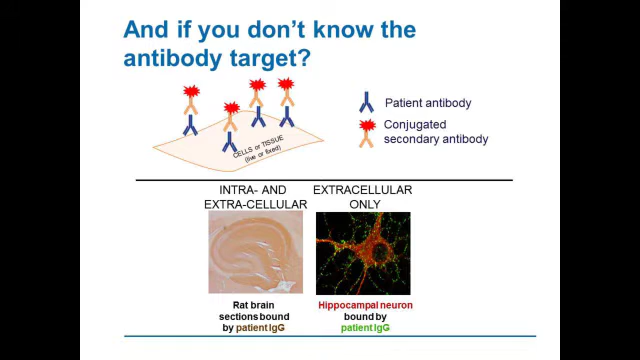 And if you don't know the
antibody target?
Patient antibody
Conjugated
secondary antibody
CELLS or TISSUE
(live or fixed)
INTRA- AND
EXTRA-CELLULAR
EXTRACELLULAR
ONLY
Rat brain
sections bound
by patient IgG
Hippocampal neuron
bound by
patient IgG